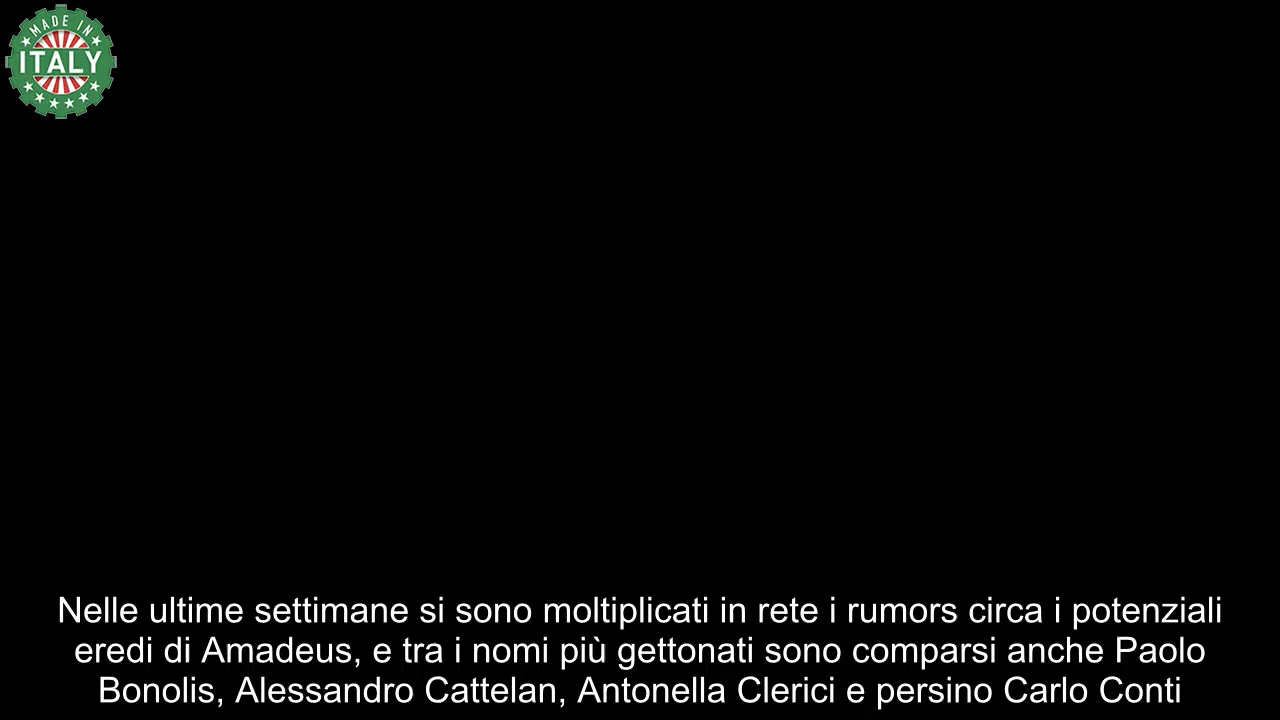 MADE IN
ITALY
Nelle ultime settimane si sono moltiplicati in rete i rumors circa i potenziali
eredi di Amadeus, e tra i nomi più gettonati sono comparsi anche Paolo
Bonolis, Alessandro Cattelan, Antonella Clerici e persino Carlo Conti